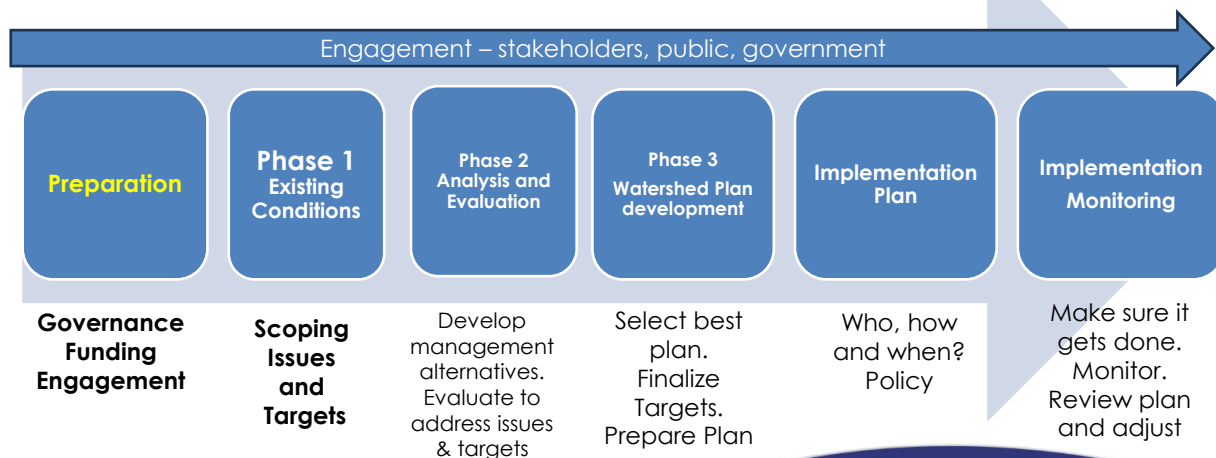 Engagement – stakeholders, public, government
Preparation
Phase 1
Existing
Conditions
Phase 2
Analysis and
Evaluation
Phase 3
Watershed Plan
development
Implementation
Plan
Implementation
Monitoring
Governance
Funding
Engagement
Scoping
Issues
and
Targets
Develop
management
alternatives.
Evaluate to
address issues
& targets
Select best
plan.
Finalize
Targets.
Prepare Plan
Who, how
and when?
Policy
Make sure it
gets done.
Monitor.
Review plan
and adjust